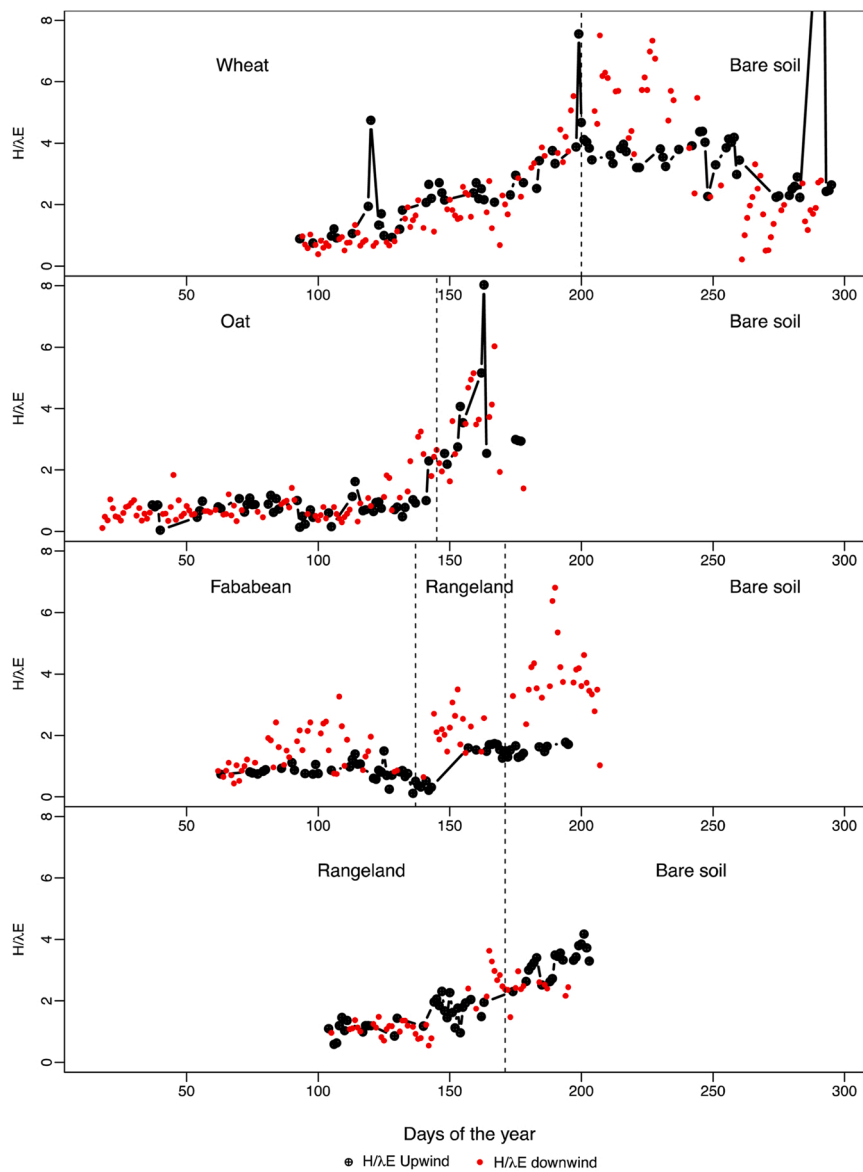 8
6
4
2
0
H/λE
Wheat
Bare soil
50 100 150 200 250 300
8
6
4
2
0
H/λE
Oat
Bare soil
50 100 150 200 250 300
8
6
4
2
0
H/λE
Fababean Rangeland Bare soil
50 100 150 200 250 300
8
6
4
2
0
H/λE
Rangeland Bare soil
50 100 150 200 250 300
Days of the year
H/λE Upwind H/λE downwind